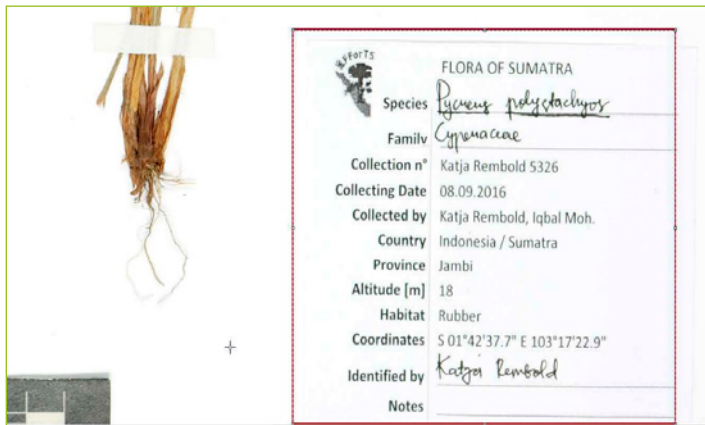 EFForTS
FLORA OF SUMATRA
Species Pycreus polystachyos
Family Cyperaceae
Collection n° Katja Rembold 5326
Collecting Date 08.09.2016
Collected by Katja Rembold, Iqbal Moh.
Country Indonesia / Sumatra
Province Jambi
Altitude [m] 18
Habitat Rubber
Coordinates S 01°42'37.7" E 103°17'22.9"
Identified by Katja Rembold
Notes